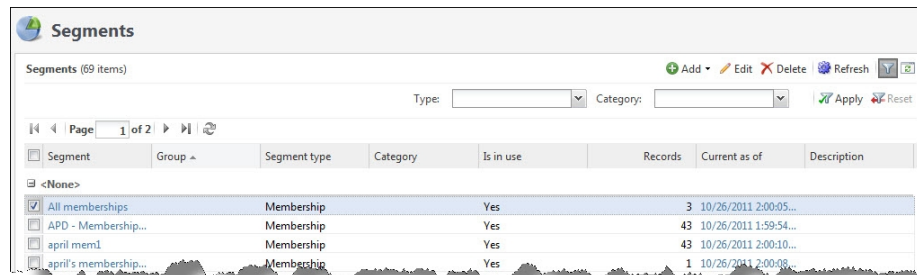 Segments
Segments (69 items) Add Edit Delete Refresh
Type: Category: Apply Reset
Page 1 of 2
Segment Group Segment type Category Is in use Records Current as of Description
<None>
All memberships Membership Yes 3 10/26/2011 2:00:05...
APD - Membership... Membership Yes 43 10/26/2011 1:59:54...
april mem1 Membership Yes 43 10/26/2011 2:00:10...
april's membership... Membership Yes 1 10/26/2011 2:00:08...